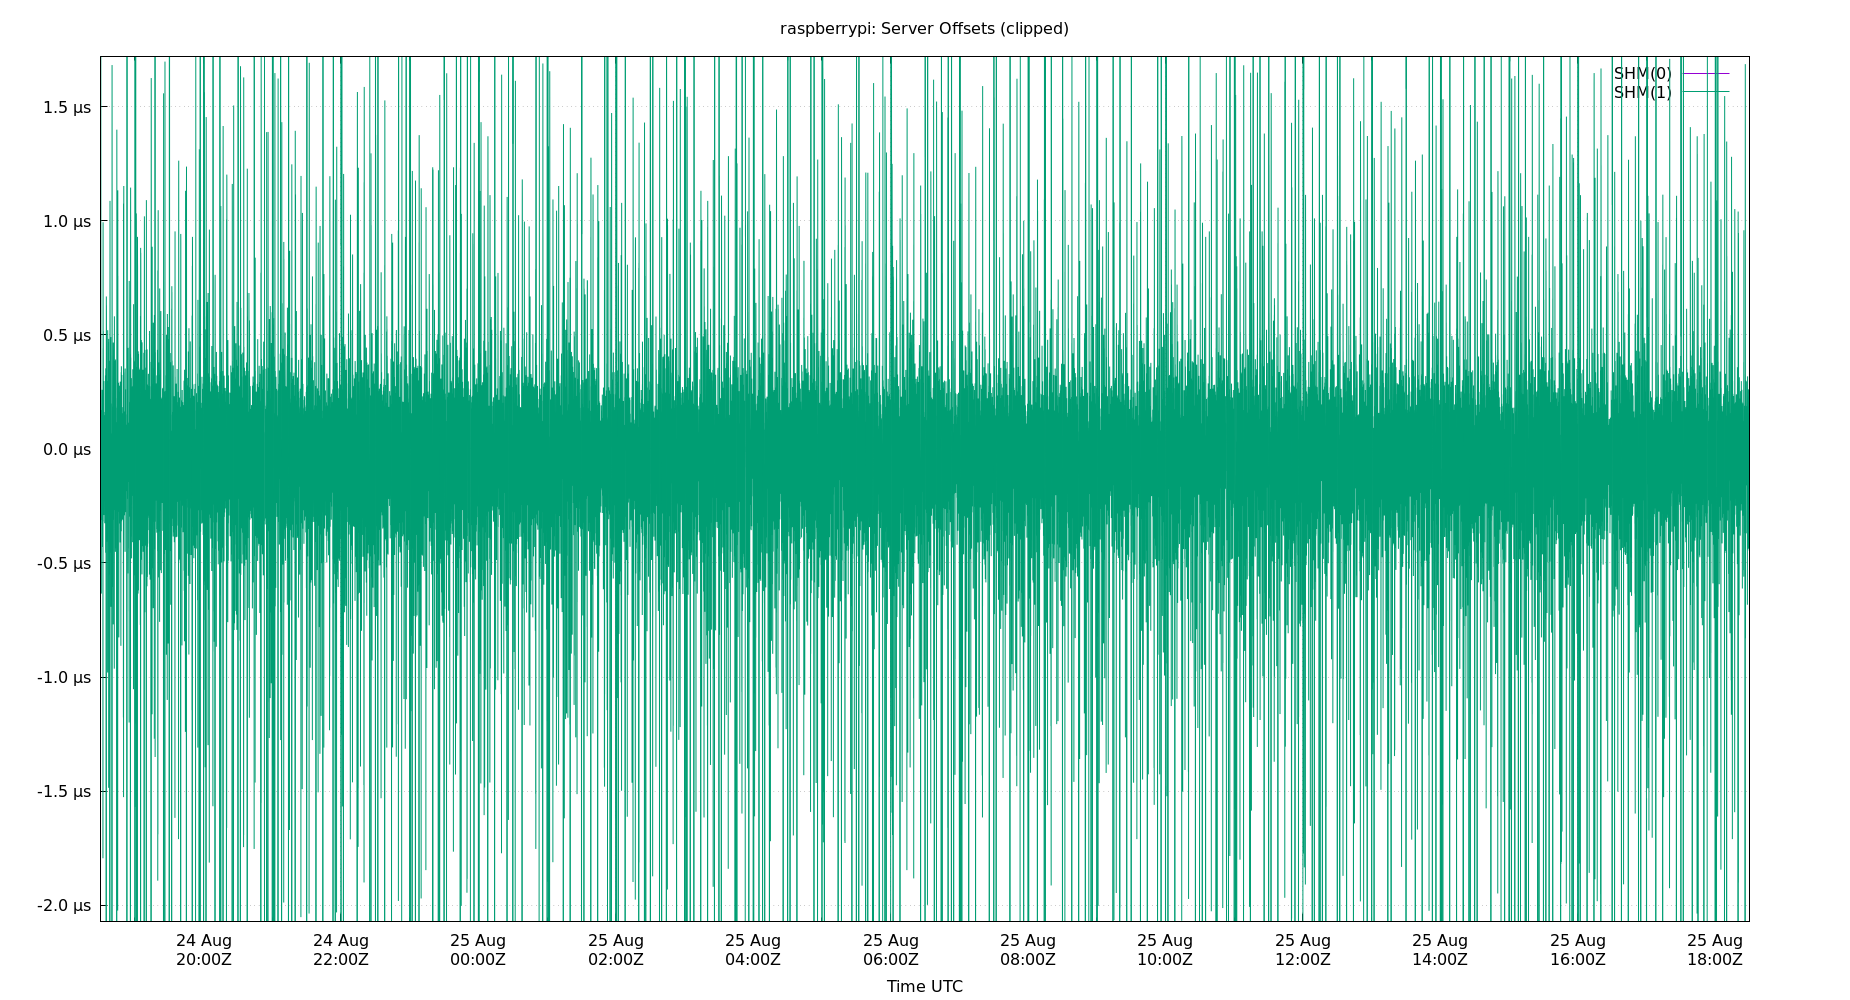 raspberrypi: Server Offsets (clipped)
SHM(0)
SHM(1)
1.5 µs
1.0 µs
0.5 µs
0.0 µs
-0.5 µs
-1.0 µs
-1.5 µs
-2.0 µs
24 Aug 24 Aug 25 Aug 25 Aug 25 Aug 25 Aug 25 Aug 25 Aug 25 Aug 25 Aug 25 Aug 25 Aug
20:00Z 22:00Z 00:00Z 02:00Z 04:00Z 06:00Z 08:00Z 10:00Z 12:00Z 14:00Z 16:00Z 18:00Z
Time UTC